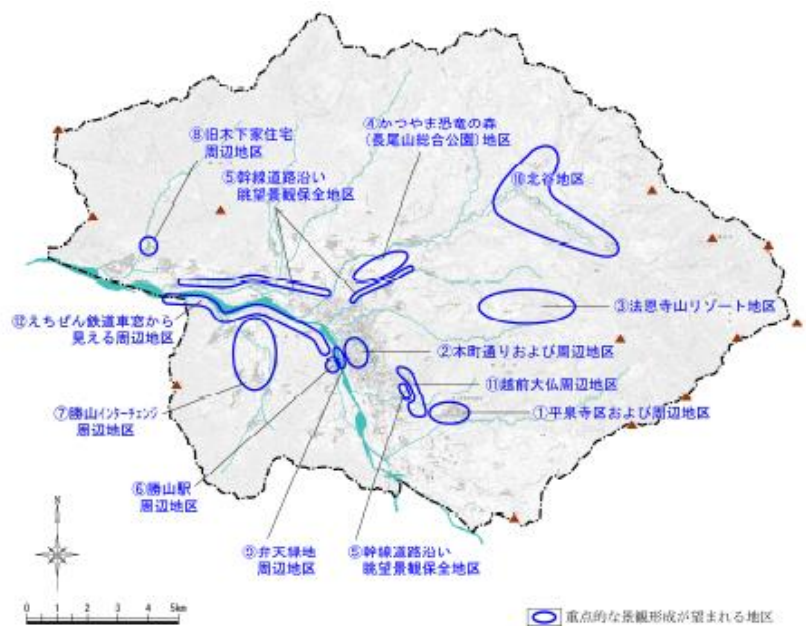 ④かつやま恐竜の森
(長尾山総合公園)地区
⑧旧木下家住宅
周辺地区
⑤幹線道路沿い
眺望景観保全地区
⑩北谷地区
③法恩寺山リゾート地区
⑫えちぜん鉄道車窓から
見える周辺地区
②本町通りおよび周辺地区
⑪越前大仏周辺地区
⑦勝山インターチェンジ
周辺地区
①平泉寺区および周辺地区
⑥勝山駅
周辺地区
⑨弁天緑地
周辺地区
⑤幹線道路沿い
眺望景観保全地区
N
0 1 2 3 4 5km
重点的な景観形成が望まれる地区